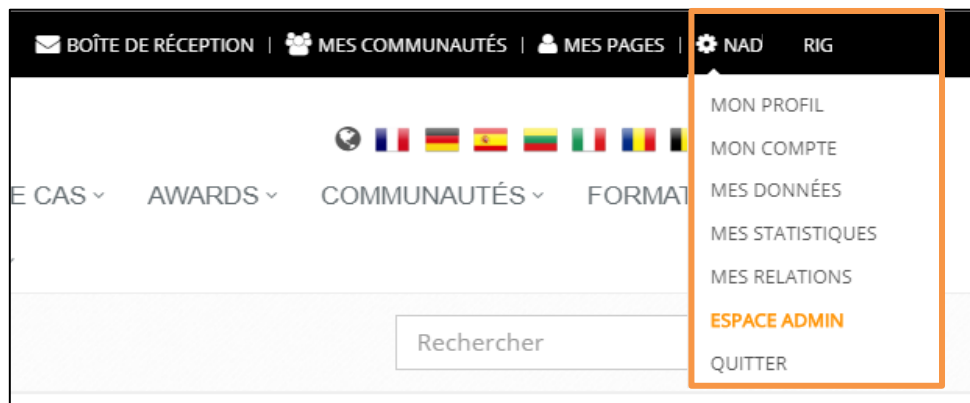 BOÎTE DE RÉCEPTION | MES COMMUNAUTÉS | MES PAGES | NAD RIG
MON PROFIL
MON COMPTE
E CAS AWARDS COMMUNAUTÉS FORMAT
MES DONNÉES
MES STATISTIQUES
MES RELATIONS
ESPACE ADMIN
Rechercher
QUITTER